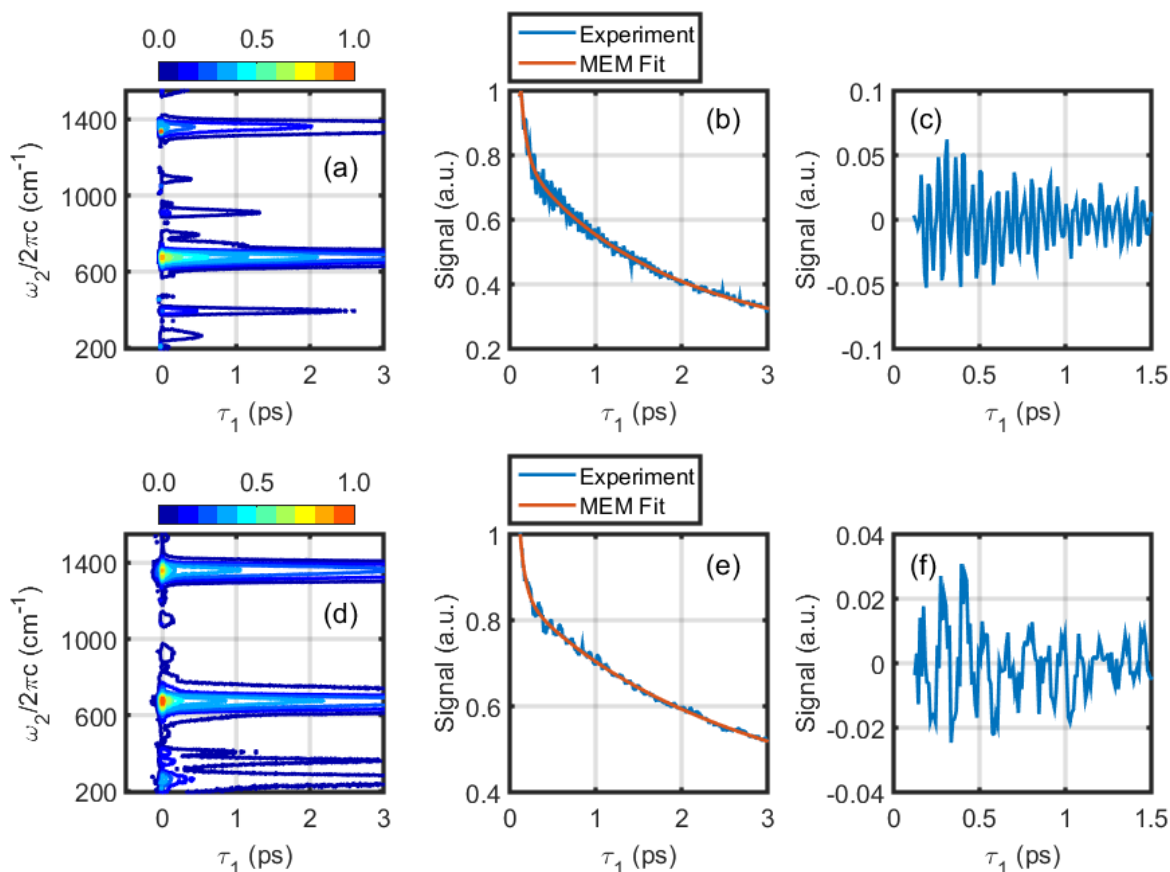 0.0 0.5 1.0
Experiment
MEM Fit
1400
1000
600
200
ω2/2πc (cm-1)
(a)
0 1 2 3
τ1 (ps)
1
0.8
0.6
0.4
0.2
Signal (a.u.)
(b)
0 1 2 3
τ1 (ps)
0.1
0.05
0
-0.05
-0.1
Signal (a.u.)
(c)
0 0.5 1 1.5
τ1 (ps)
0.0 0.5 1.0
Experiment
MEM Fit
1400
1000
600
200
ω2/2πc (cm-1)
(d)
0 1 2 3
τ1 (ps)
1
0.8
0.6
0.4
Signal (a.u.)
(e)
0 1 2 3
τ1 (ps)
0.04
0.02
0
-0.02
-0.04
Signal (a.u.)
(f)
0 0.5 1 1.5
τ1 (ps)